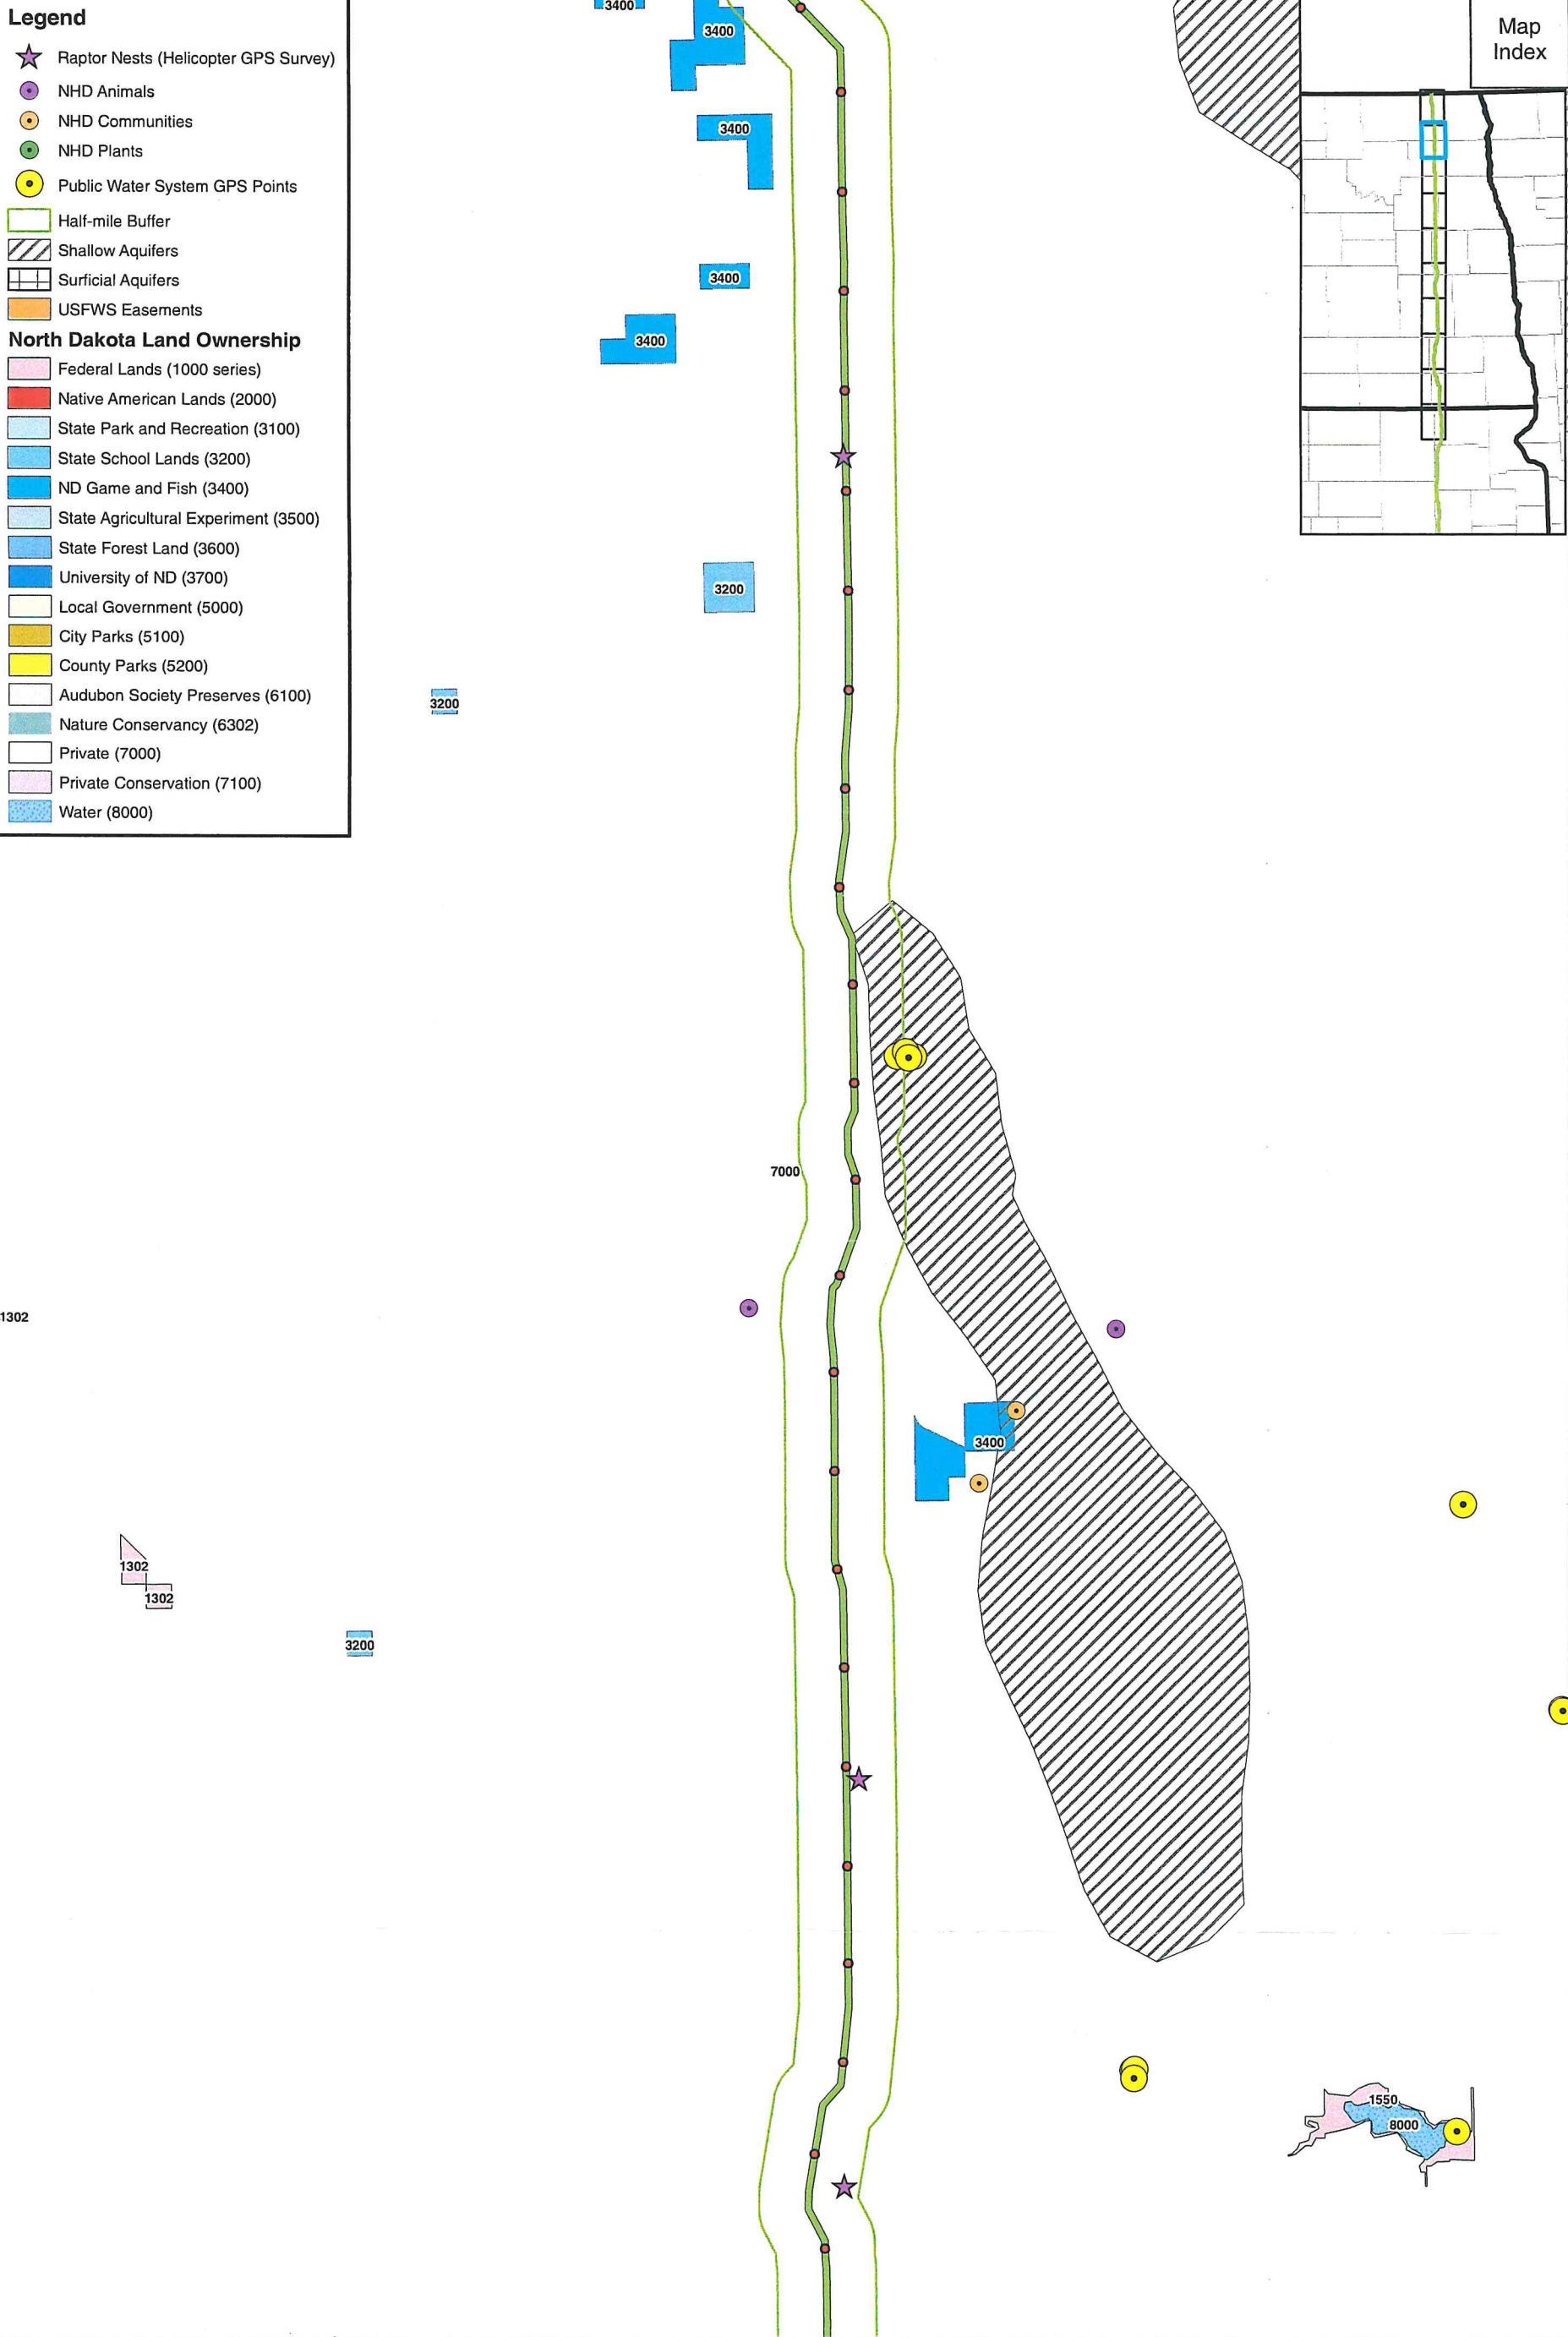 Legend
Raptor Nests (Helicopter GPS Survey)
NHD Animals
NHD Communities
NHD Plants
Public Water System GPS Points
Half-mile Buffer
Shallow Aquifers
Surficial Aquifers
USFWS Easements
North Dakota Land Ownership
Federal Lands (1000 series)
Native American Lands (2000)
State Park and Recreation (3100)
State School Lands (3200)
ND Game and Fish (3400)
State Agricultural Experiment (3500)
State Forest Land (3600)
University of ND (3700)
Local Government (5000)
City Parks (5100)
County Parks (5200)
Audubon Society Preserves (6100)
Nature Conservancy (6302)
Private (7000)
Private Conservation (7100)
Water (8000)
Map
Index
3400
3400
3400
3400
3400
3200
3200
7000
1302
3400
1302
1302
3200
1550
8000